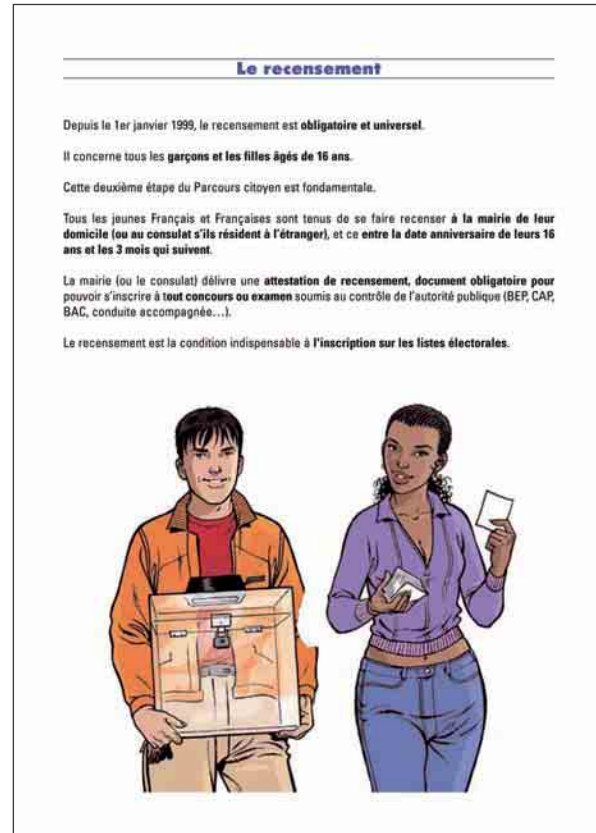 Le recensement
Depuis le 1er janvier 1999, le recensement est obligatoire et universel.
Il concerne tous les garçons et les filles âgés de 16 ans.
Cette deuxième étape du Parcours citoyen est fondamentale.
Tous les jeunes Français et Françaises sont tenus de se faire recenser à la mairie de leur
domicile (ou au consulat s'ils résident à l'étranger), et ce entre la date anniversaire de leurs 16
ans et les 3 mois qui suivent.
La mairie (ou le consulat) délivre une attestation de recensement, document obligatoire pour
pouvoir s'inscrire à tout concours ou examen soumis au contrôle de l'autorité publique (BEP, CAP,
BAC, conduite accompagnée…).
Le recensement est la condition indispensable à l'inscription sur les listes électorales.